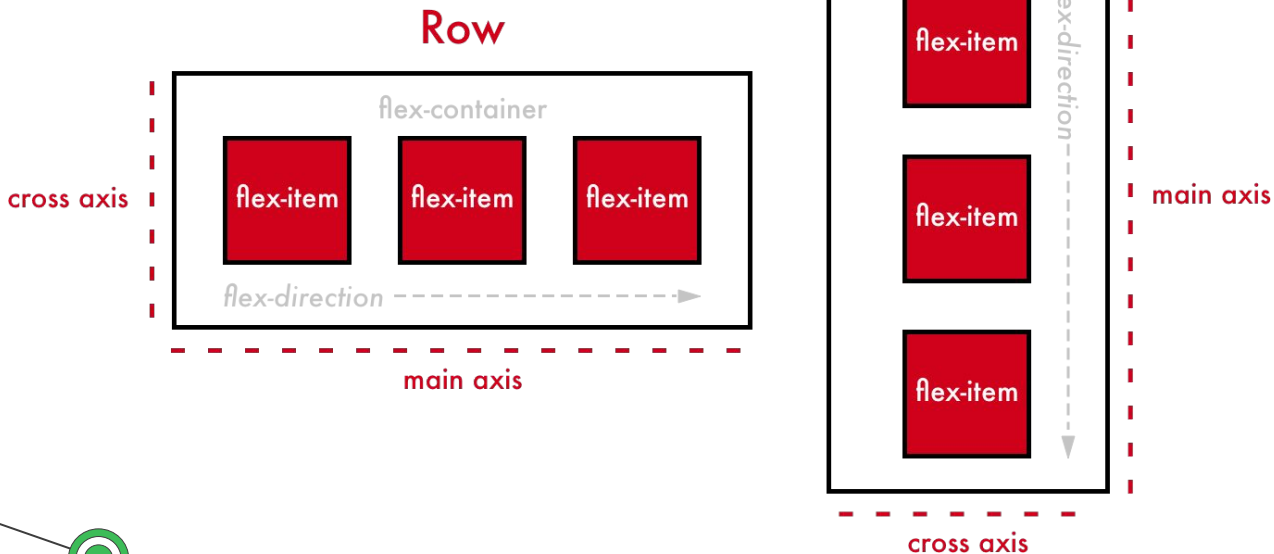 Row
flex-container
flex-item flex-item flex-item
flex-direction
cross axis
main axis
flex-item
flex-item
flex-item
ex-direction
main axis
cross axis